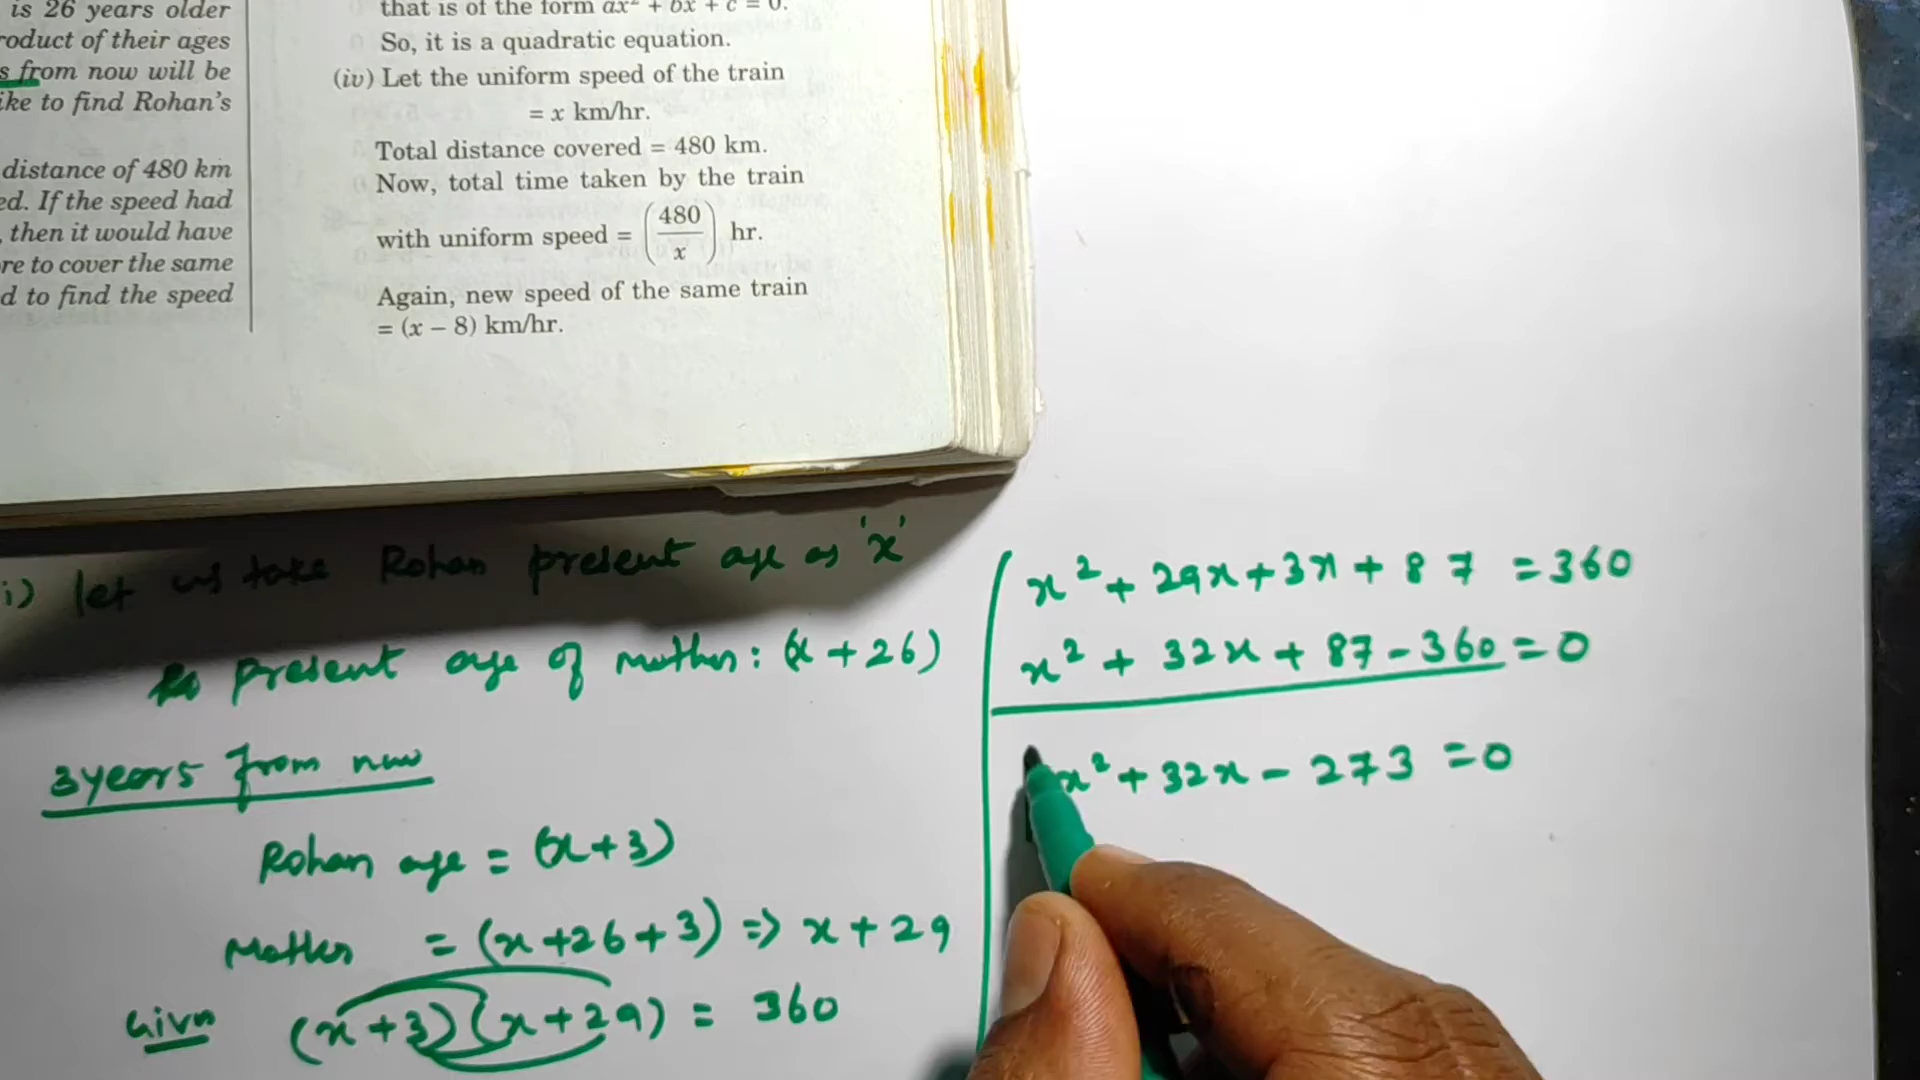 is 26 years older
roduct of their ages
s from now will be
ike to find Rohan's
distance of 480 km
ed. If the speed had
, then it would have
re to cover the same
d to find the speed
that is of the form ax² + bx + c = 0.
So, it is a quadratic equation.
(iv) Let the uniform speed of the train
= x km/hr.
Total distance covered = 480 km.
Now, total time taken by the train
with uniform speed = (480/x) hr.
Again, new speed of the same train
= (x – 8) km/hr.
i) let us take Rohan present age as 'x'
present age of mother: (x + 26)
3 years from now
Rohan age = (x+3)
Mother = (x+26+3) => x+29
Given (x+3)(x+29) = 360
x² + 29x + 3x + 87 = 360
x² + 32x + 87 - 360 = 0
x² + 32x - 273 = 0